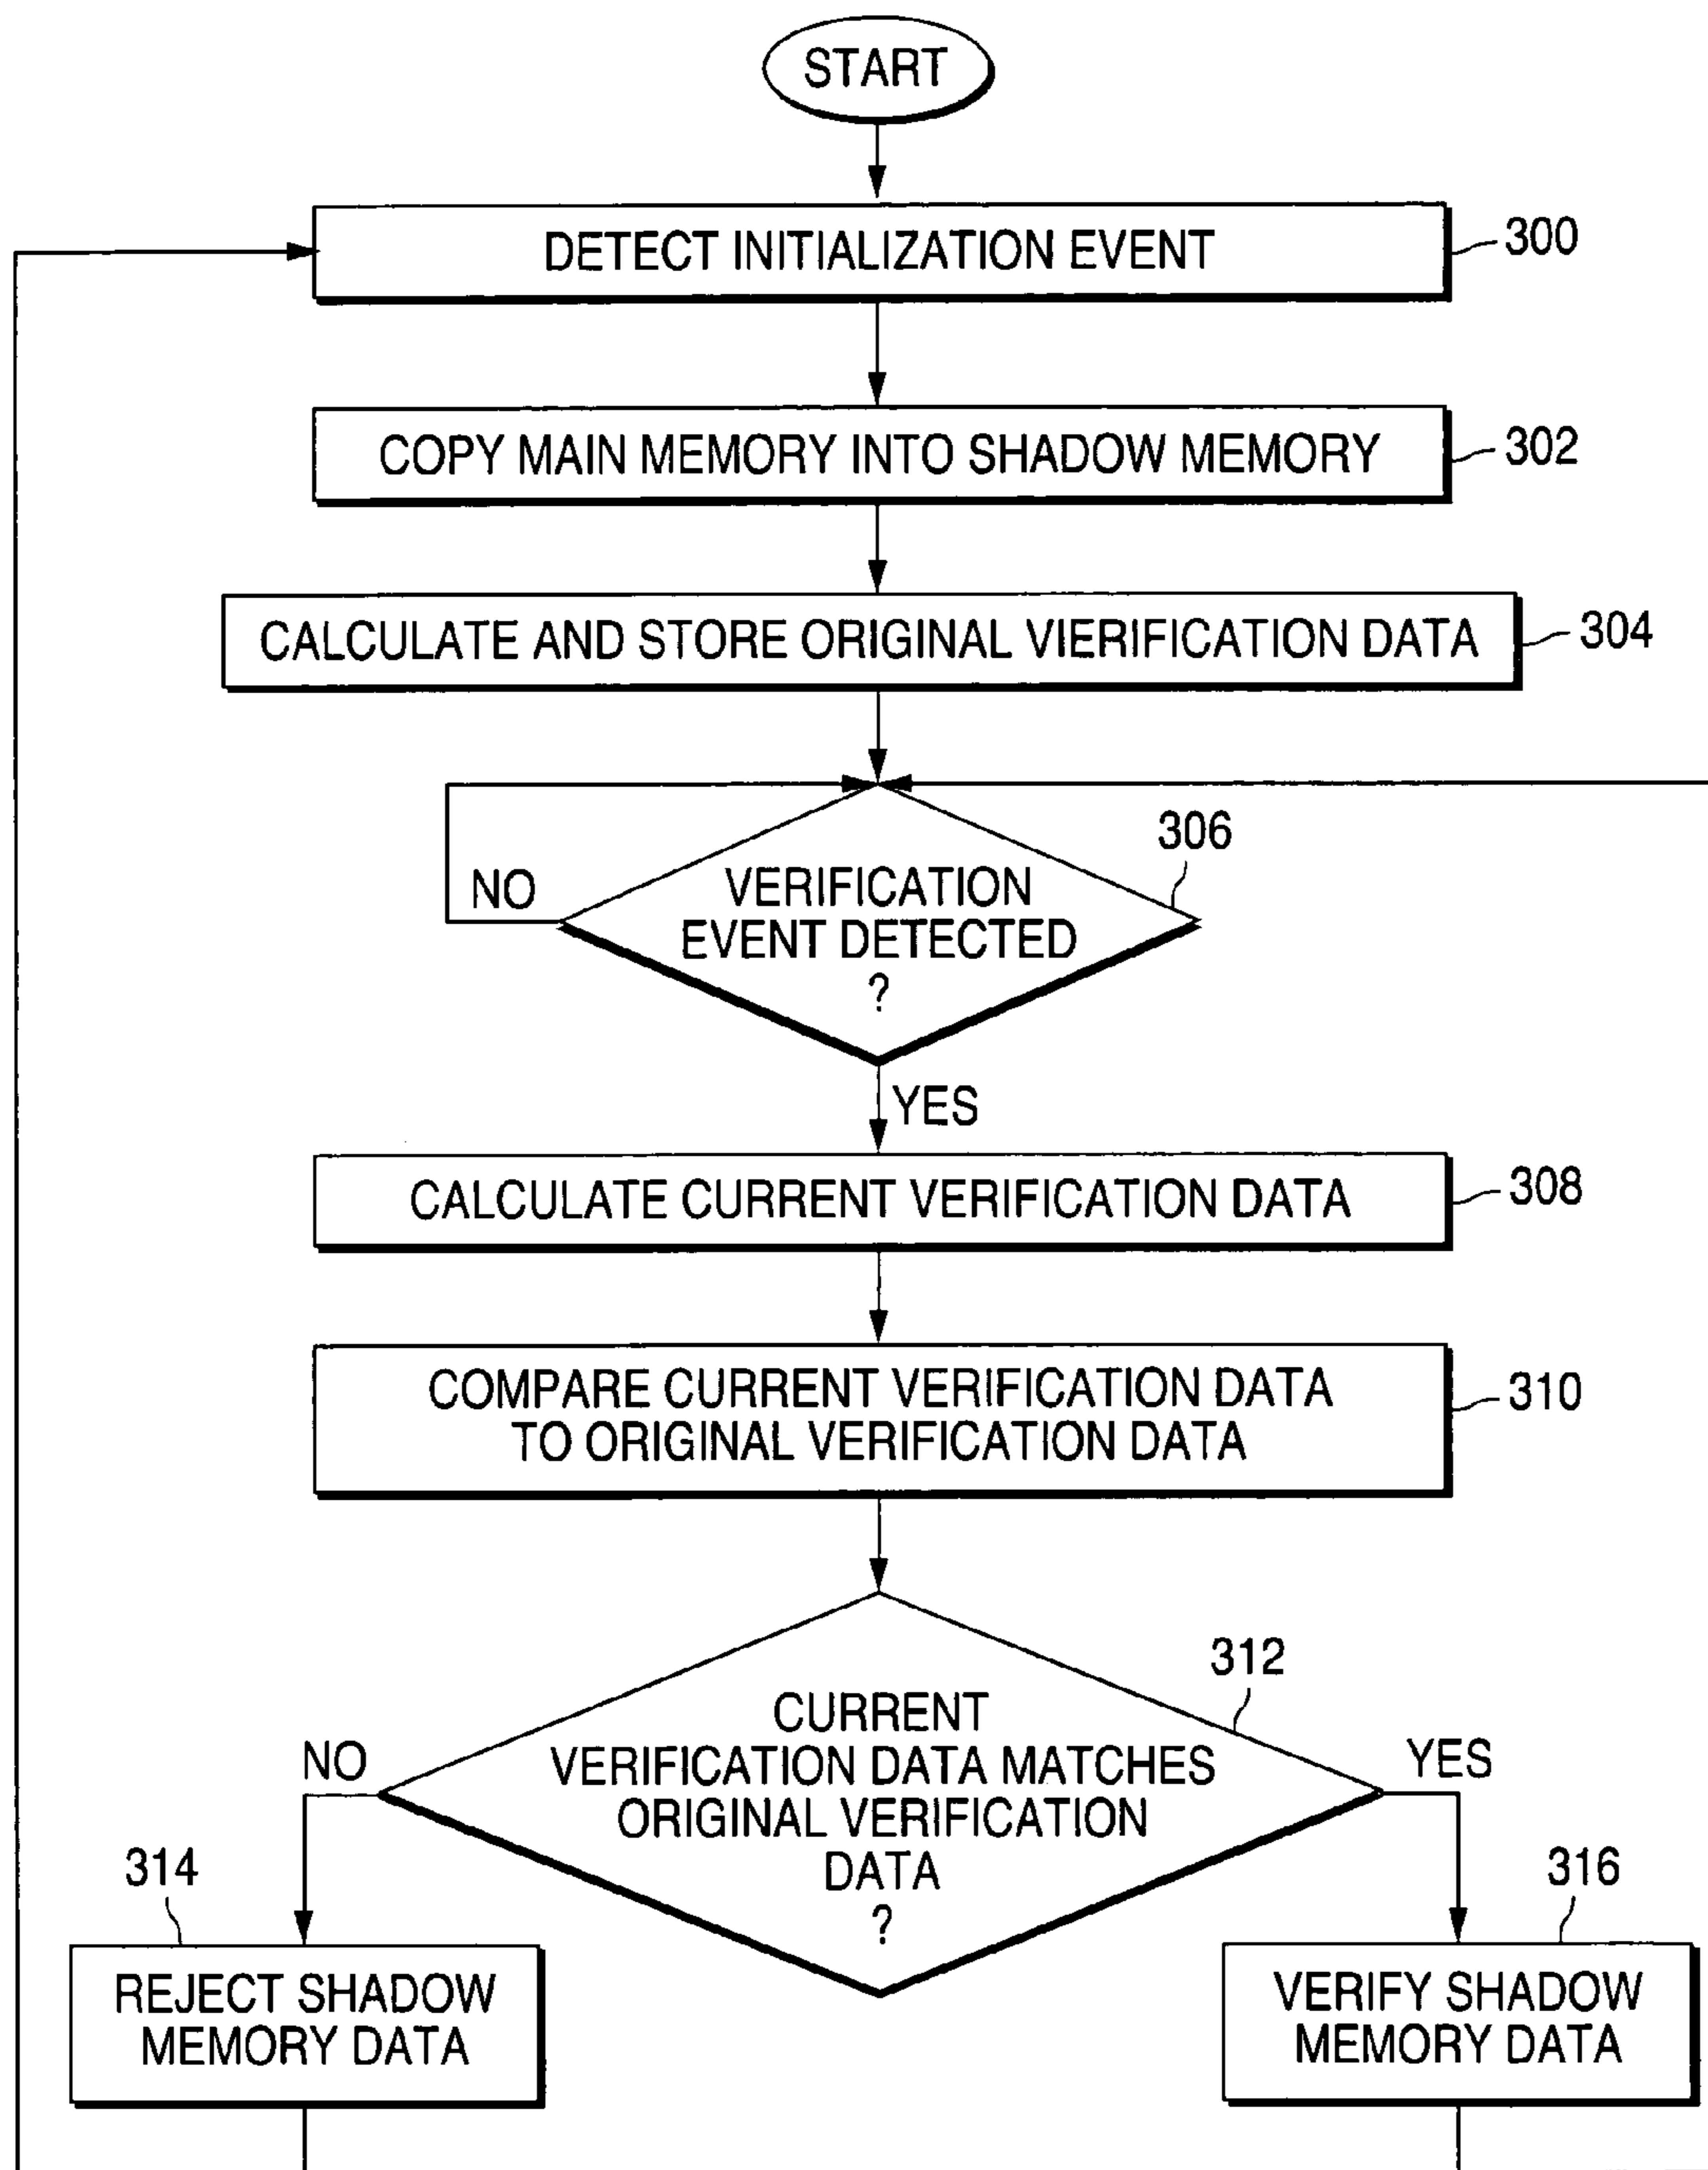 START
DETECT INITIALIZATION EVENT
300
COPY MAIN MEMORY INTO SHADOW MEMORY
302
CALCULATE AND STORE ORIGINAL VIERIFICATION DATA
304
306
NO
VERIFICATION
EVENT DETECTED
?
YES
CALCULATE CURRENT VERIFICATION DATA
308
COMPARE CURRENT VERIFICATION DATA
TO ORIGINAL VERIFICATION DATA
310
312
CURRENT
VERIFICATION DATA MATCHES
ORIGINAL VERIFICATION
DATA
?
NO
YES
314
REJECT SHADOW
MEMORY DATA
316
VERIFY SHADOW
MEMORY DATA